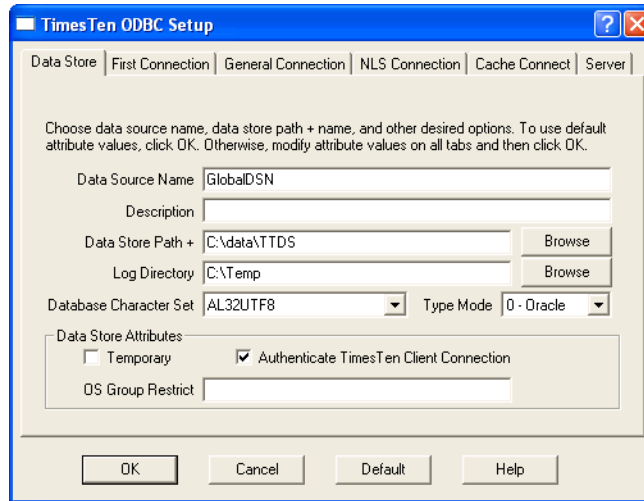 TimesTen ODBC Setup
Data Store First Connection General Connection NLS Connection Cache Connect Server
Choose data source name, data store path + name, and other desired options. To use default
attribute values, click OK. Otherwise, modify attribute values on all tabs and then click OK.
Data Source Name GlobalDSN
Description
Data Store Path + C:\data\TTDS Browse
Log Directory C:\Temp Browse
Database Character Set AL32UTF8 Type Mode 0 - Oracle
Data Store Attributes
Temporary Authenticate TimesTen Client Connection
OS Group Restrict
OK Cancel Default Help